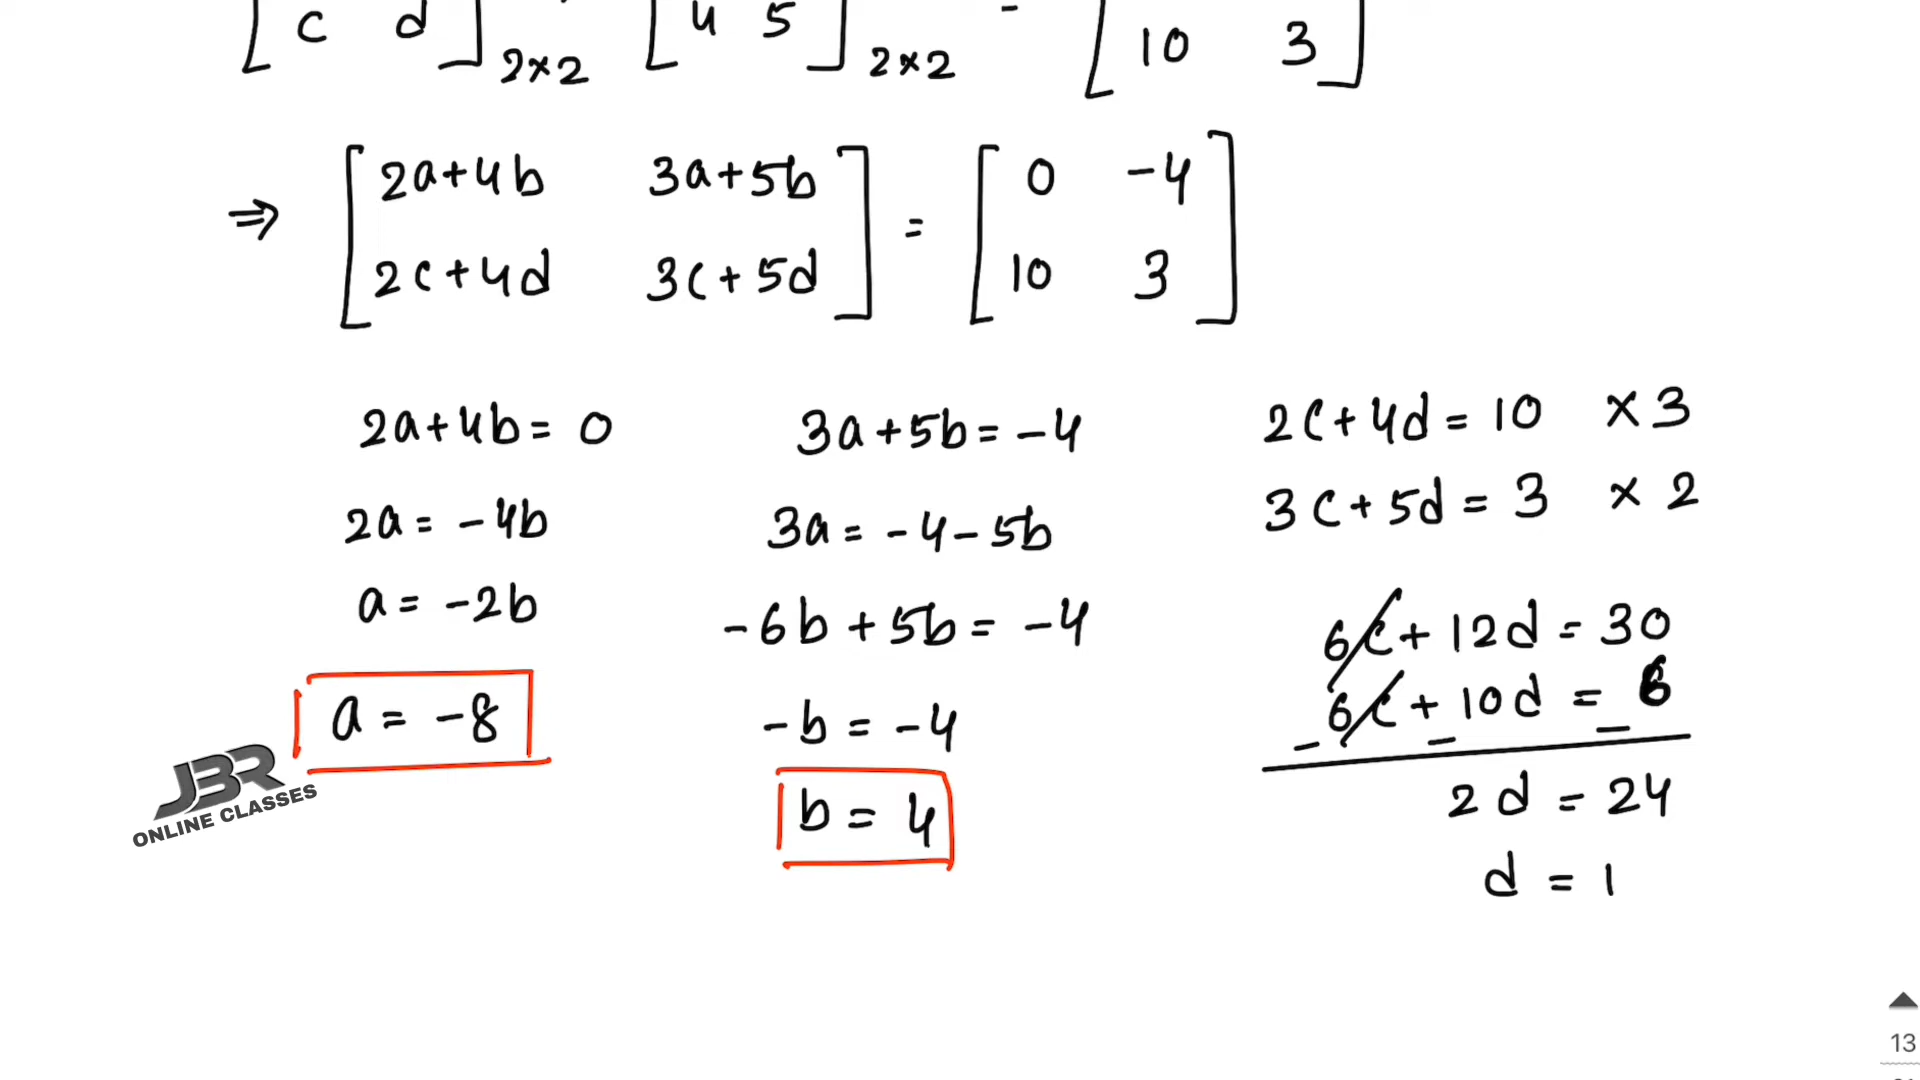 [ c d ]2×2 [ 4 5 ]2×2 = [ 10 3 ]
⇒ [ 2a+4b 3a+5b ] = [ 0 -4 ]
[ 2c+4d 3c+5d ] [ 10 3 ]
2a+4b = 0
2a = -4b
a = -2b
a = -8
3a+5b = -4
3a = -4-5b
-6b+5b = -4
-b = -4
b = 4
2c+4d = 10 ×3
3c+5d = 3 ×2
6c+12d = 30
6c+10d = 6
- - -
2d = 24
d = 1
JBR
ONLINE CLASSES
13